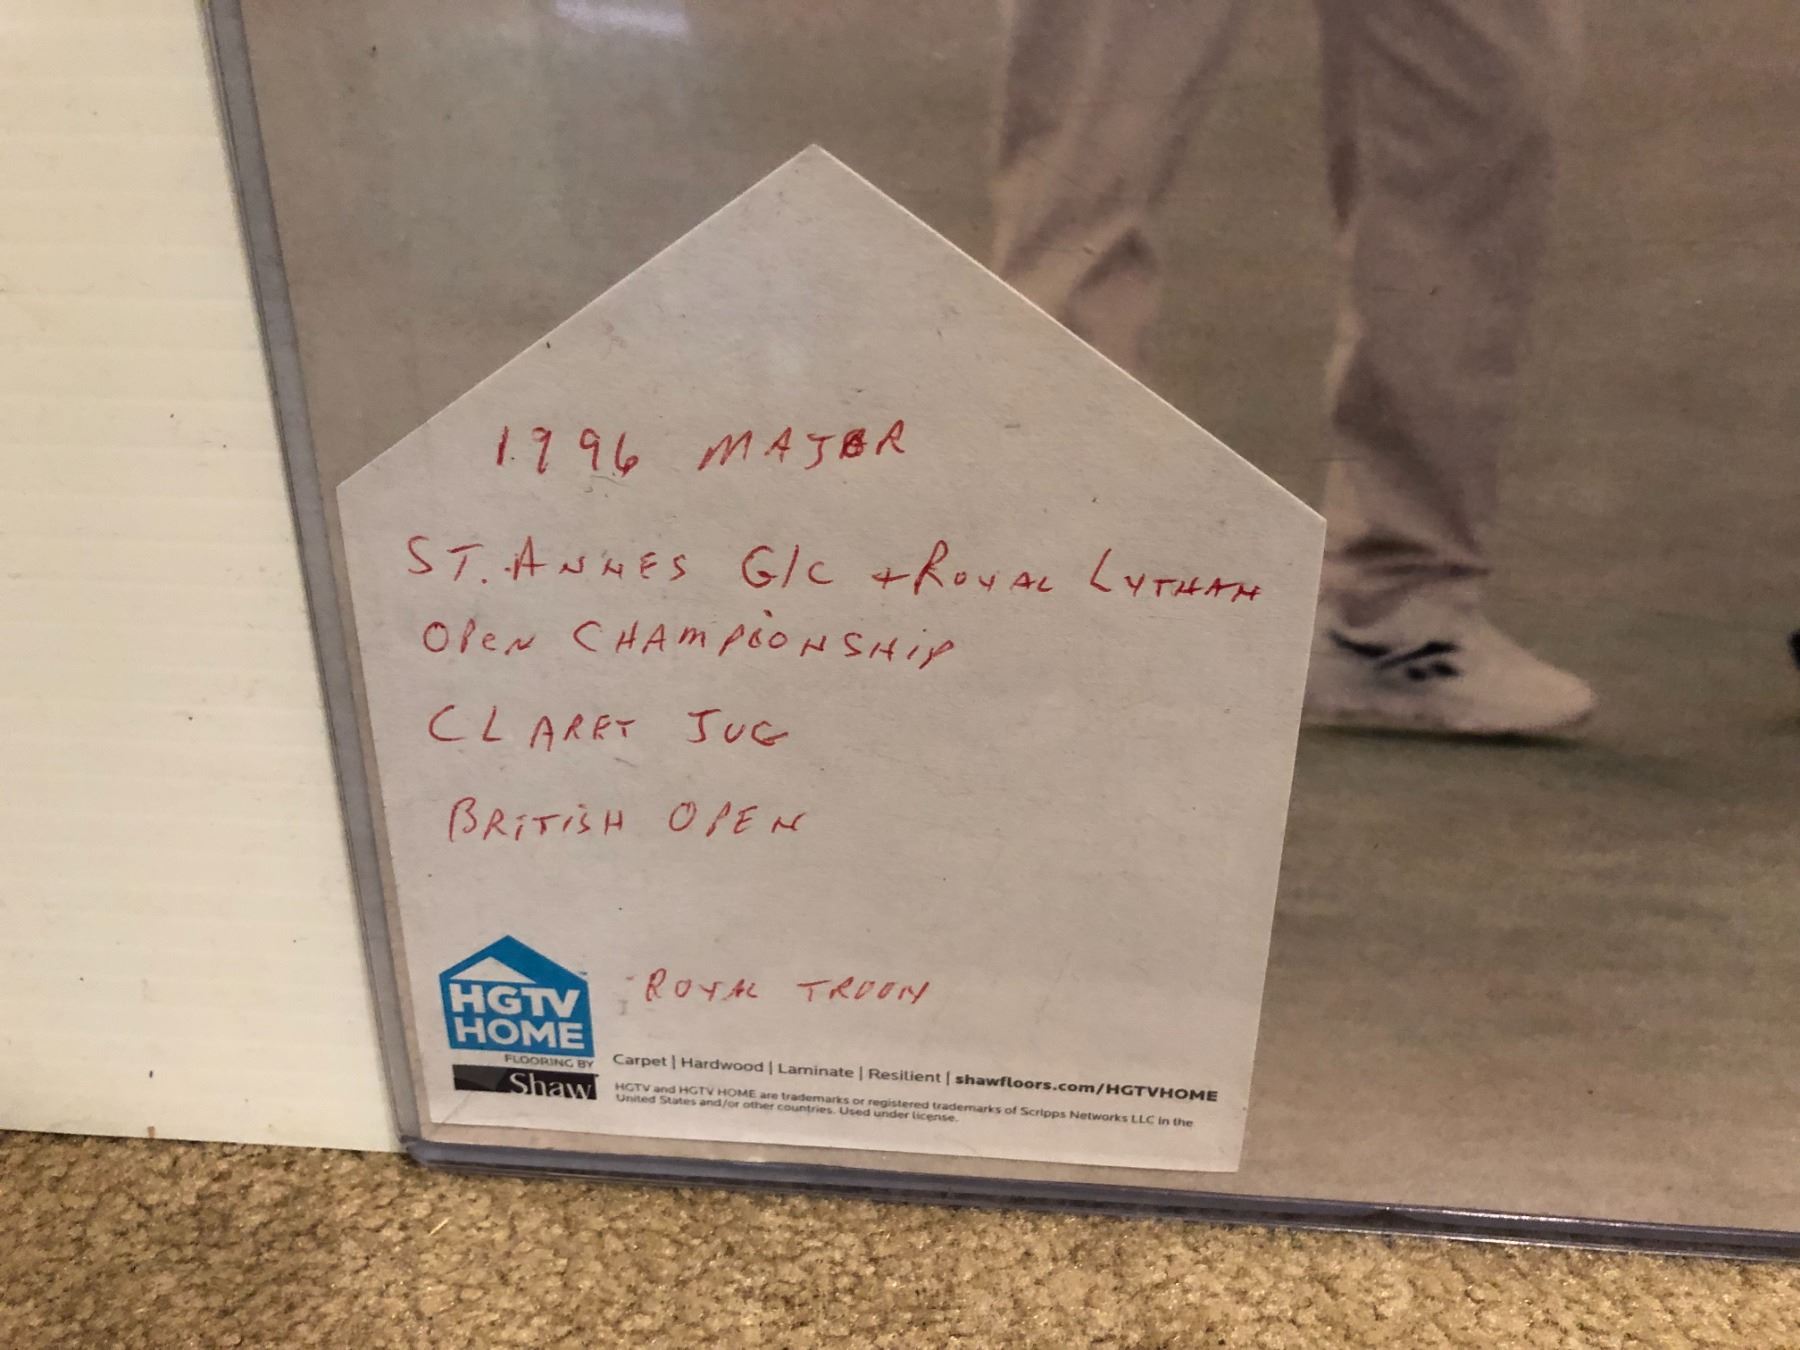 1996 MAJOR
ST. ANNES G/C + ROYAL LYTHAM
OPEN CHAMPIONSHIP
CLARET JUG
BRITISH OPEN
ROYAL TROON
HGTV
HOME
FLOORING BY
Shaw
Carpet | Hardwood | Laminate | Resilient | shawfloors.com/HGTVHOME
HGTV and HGTV HOME are trademarks or registered trademarks of Scripps Networks LLC in the
United States and/or other countries. Used under license.